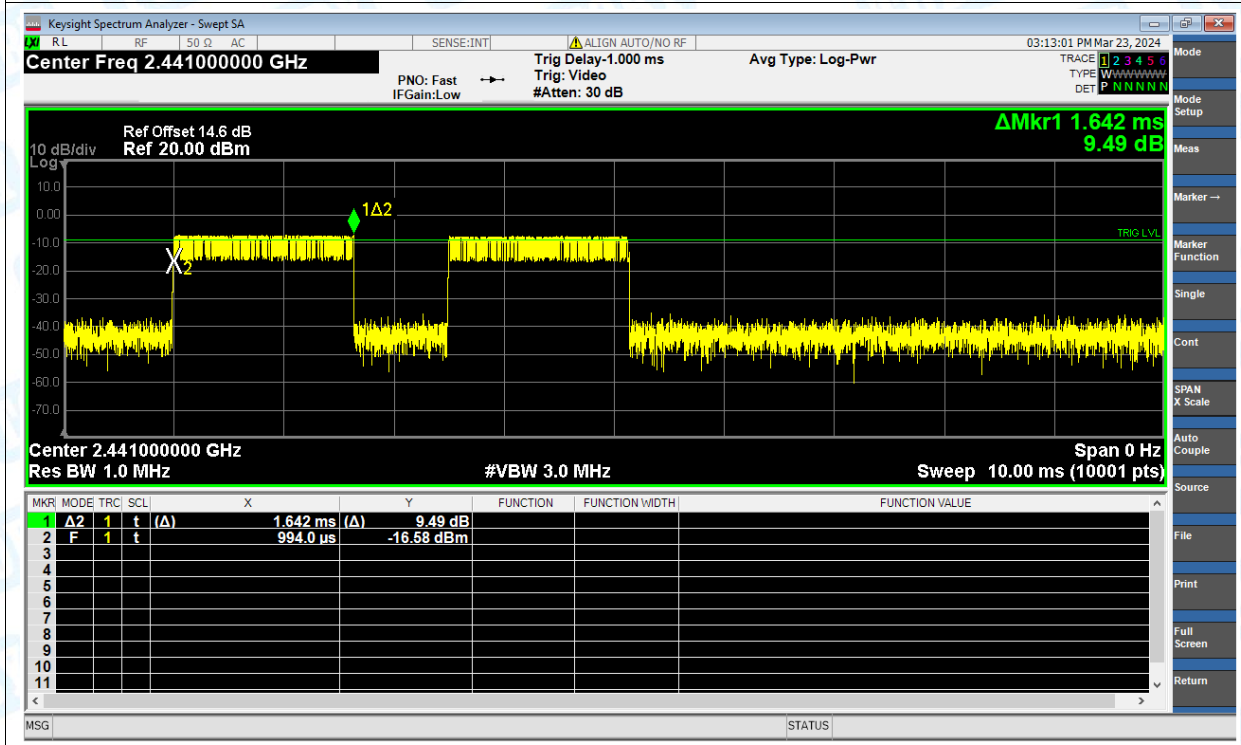 Keysight Spectrum Analyzer - Swept SA
LXI RL RF 50 Ω AC SENSE:INT ALIGN AUTO/NO RF 03:13:01 PM Mar 23, 2024
Center Freq 2.441000000 GHz
PNO: Fast
IFGain:Low
Trig Delay-1.000 ms
Trig: Video
#Atten: 30 dB
Avg Type: Log-Pwr
TRACE 1 2 3 4 5 6
TYPE WWWWWW
DET P N N N N N
ΔMkr1 1.642 ms
9.49 dB
Ref Offset 14.6 dB
10 dB/div Ref 20.00 dBm
Log
10.0
0.00
-10.0
-20.0
-30.0
-40.0
-50.0
-60.0
-70.0
1Δ2
2
TRIG LVL
Center 2.441000000 GHz Span 0 Hz
Res BW 1.0 MHz #VBW 3.0 MHz Sweep 10.00 ms (10001 pts)
MKR MODE TRC SCL X Y FUNCTION FUNCTION WIDTH FUNCTION VALUE
1 Δ2 1 t (Δ) 1.642 ms (Δ) 9.49 dB
2 F 1 t 994.0 µs -16.58 dBm
3
4
5
6
7
8
9
10
11
MSG STATUS
Mode
Mode
Setup
Meas
Marker →
Marker
Function
Single
Cont
SPAN
X Scale
Auto
Couple
Source
File
Print
Full
Screen
Return